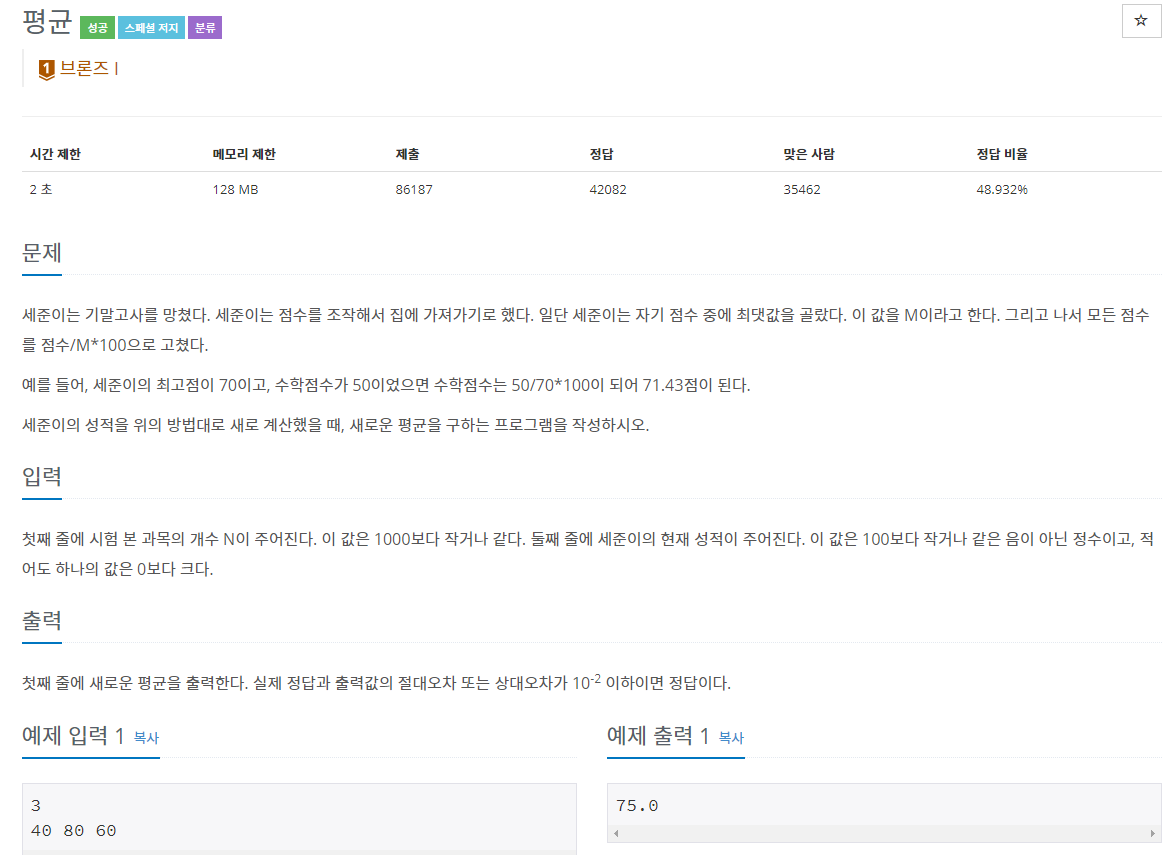 평균 성공 스페셜 저지 분류
☆
1 브론즈 I
시간 제한 메모리 제한 제출 정답 맞은 사람 정답 비율
2 초 128 MB 86187 42082 35462 48.932%
문제
세준이는 기말고사를 망쳤다. 세준이는 점수를 조작해서 집에 가져가기로 했다. 일단 세준이는 자기 점수 중에 최댓값을 골랐다. 이 값을 M이라고 한다. 그리고 나서 모든 점수
를 점수/M*100으로 고쳤다.
예를 들어, 세준이의 최고점이 70이고, 수학점수가 50이었으면 수학점수는 50/70*100이 되어 71.43점이 된다.
세준이의 성적을 위의 방법대로 새로 계산했을 때, 새로운 평균을 구하는 프로그램을 작성하시오.
입력
첫째 줄에 시험 본 과목의 개수 N이 주어진다. 이 값은 1000보다 작거나 같다. 둘째 줄에 세준이의 현재 성적이 주어진다. 이 값은 100보다 작거나 같은 음이 아닌 정수이고, 적
어도 하나의 값은 0보다 크다.
출력
첫째 줄에 새로운 평균을 출력한다. 실제 정답과 출력값의 절대오차 또는 상대오차가 10⁻² 이하이면 정답이다.
예제 입력 1 복사
3
40 80 60
예제 출력 1 복사
75.0